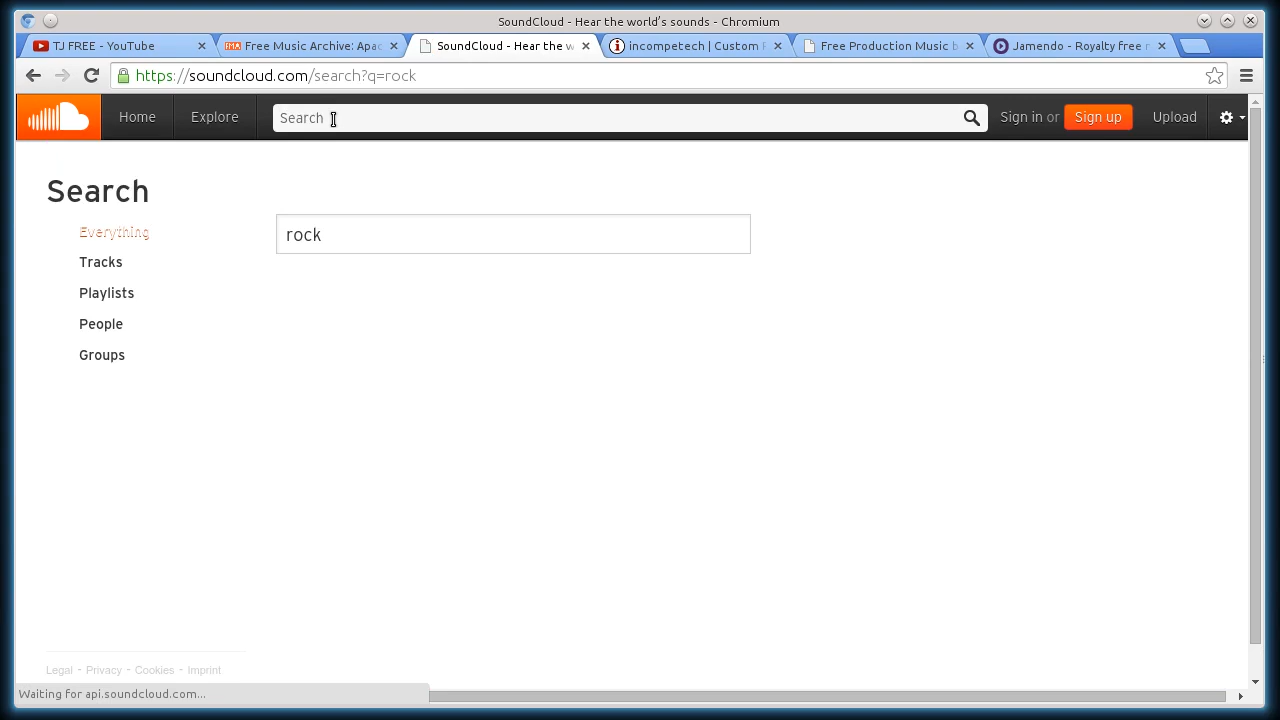 SoundCloud - Hear the world's sounds - Chromium
TJ FREE - YouTube
Free Music Archive: Apac
SoundCloud - Hear the w
incompetech | Custom
Free Production Music b
Jamendo - Royalty free
https://soundcloud.com/search?q=rock
Home
Explore
Search
Sign in or
Sign up
Upload
Search
Everything
rock
Tracks
Playlists
People
Groups
Legal - Privacy - Cookies - Imprint
Waiting for api.soundcloud.com...